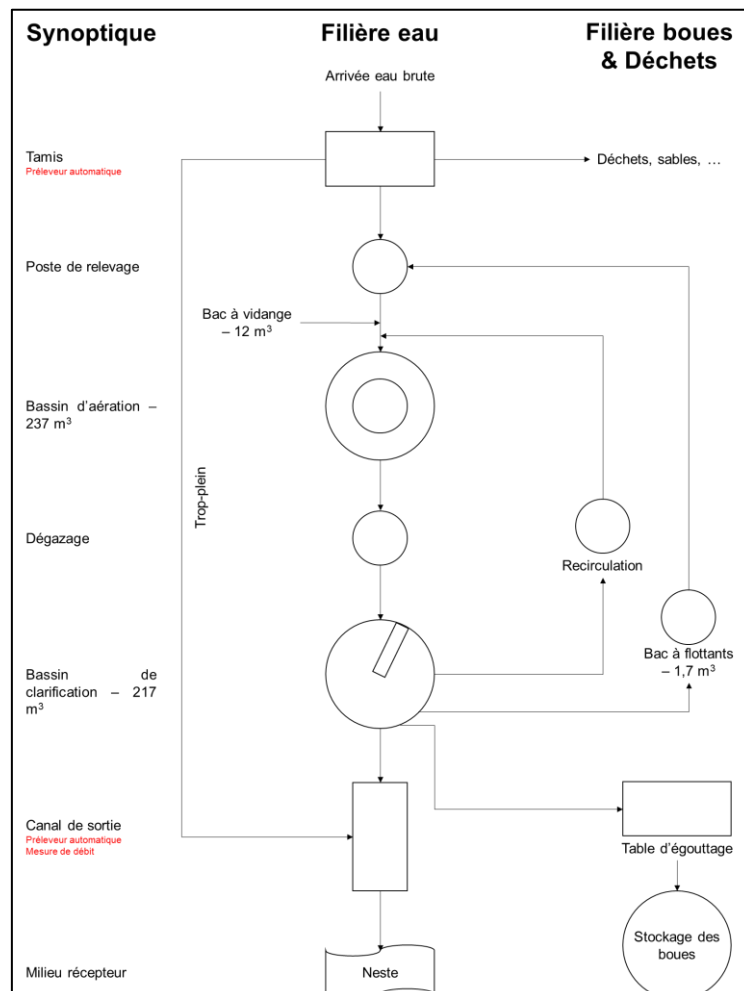 Synoptique
Filière eau
Filière boues
& Déchets
Arrivée eau brute
Tamis
Préleveur automatique
Déchets, sables, …
Poste de relevage
Bac à vidange
– 12 m³
Bassin d’aération –
237 m³
Trop-plein
Dégazage
Recirculation
Bac à flottants
– 1,7 m³
Bassin de
clarification – 217
m³
Canal de sortie
Préleveur automatique
Mesure de débit
Table d’égouttage
Stockage des
boues
Milieu récepteur
Neste